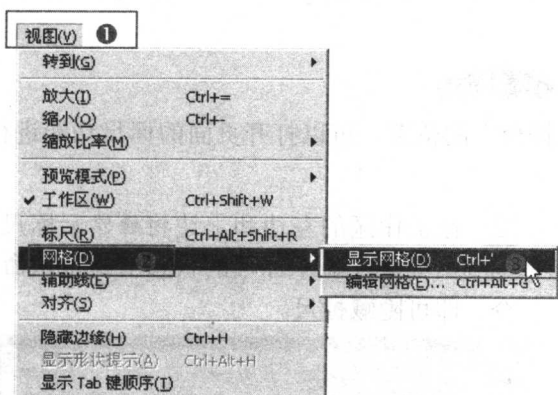 视图(V) ❶
转到(G)
放大(I) Ctrl+=
缩小(O) Ctrl+-
缩放比率(M)
预览模式(P)
✓ 工作区(W) Ctrl+Shift+W
标尺(R) Ctrl+Alt+Shift+R
网格(D) ❷
显示网格(D) Ctrl+' ❸
辅助线(E)
编辑网格(E)... Ctrl+Alt+G
对齐(S)
隐藏边缘(H) Ctrl+H
显示形状提示(A) Ctrl+Alt+H
显示 Tab 键顺序(T)